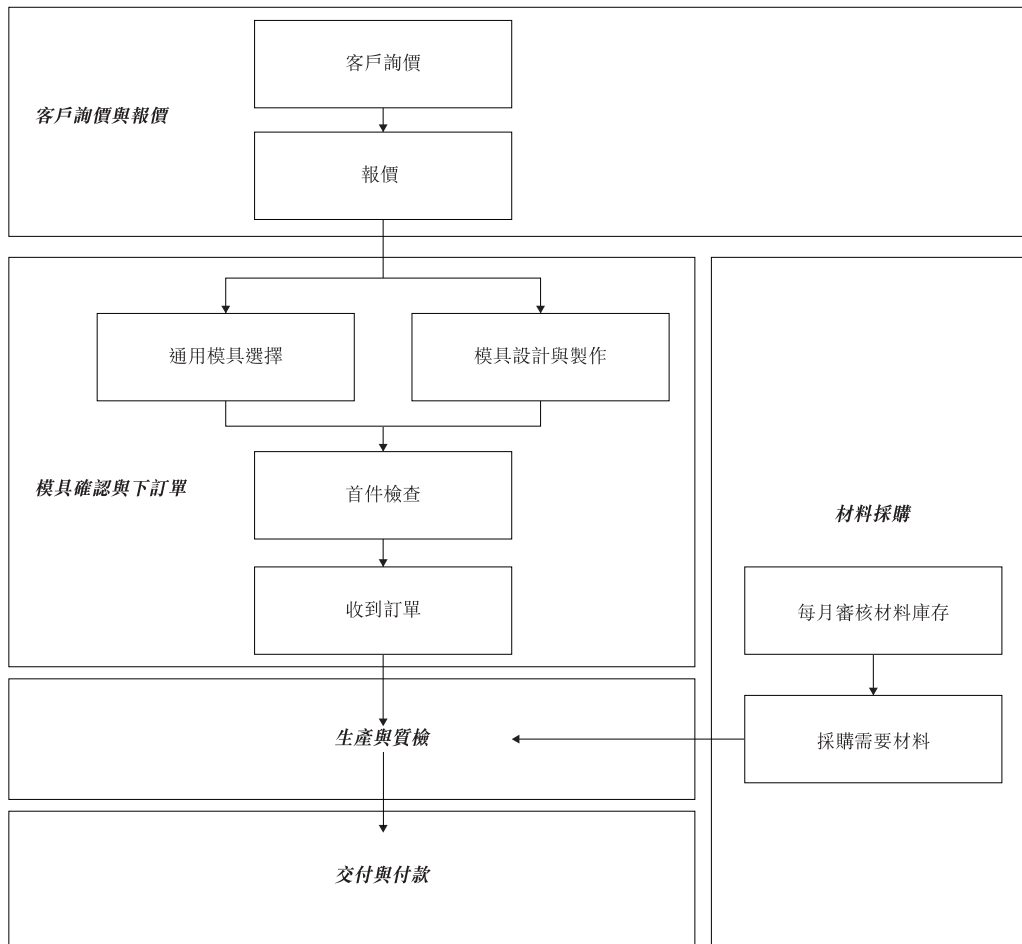 客戶詢價
客戶詢價與報價
報價
通用模具選擇
模具設計與製作
模具確認與下訂單
首件檢查
收到訂單
材料採購
每月審核材料庫存
採購需要材料
生產與質檢
交付與付款